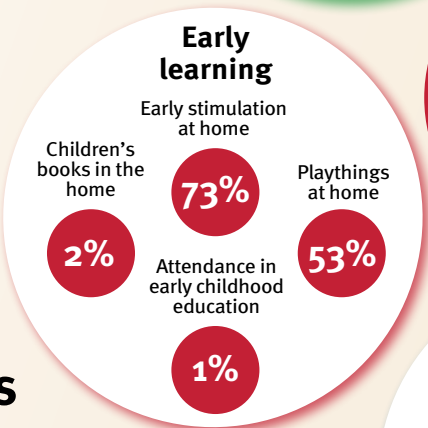 Early
learning
Early stimulation
at home
73%
Children's
books in the
home
2%
Playthings
at home
53%
Attendance in
early childhood
education
1%
s